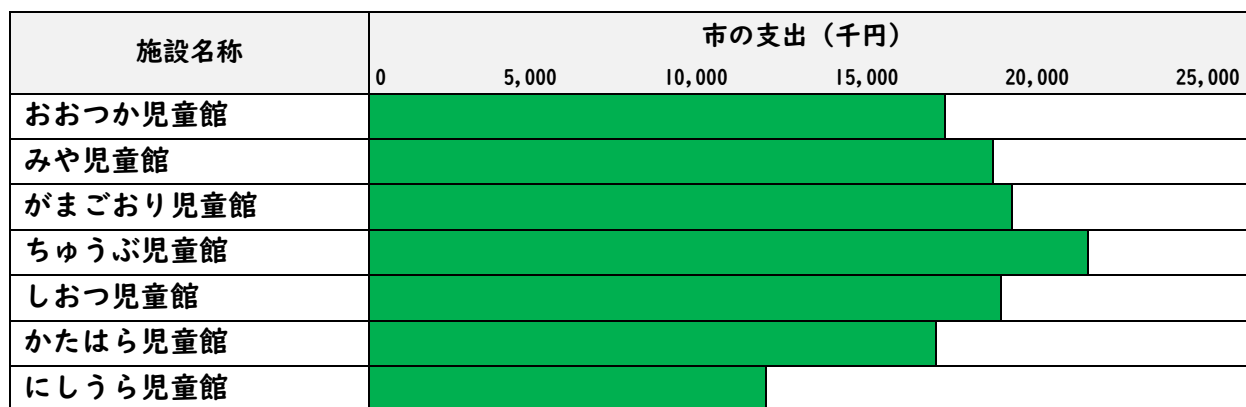 施設名称
市の支出（千円）
0 5,000 10,000 15,000 20,000 25,000
おおつか児童館
みや児童館
がまごおり児童館
ちゅうぶ児童館
しおつ児童館
かたはら児童館
にしうら児童館